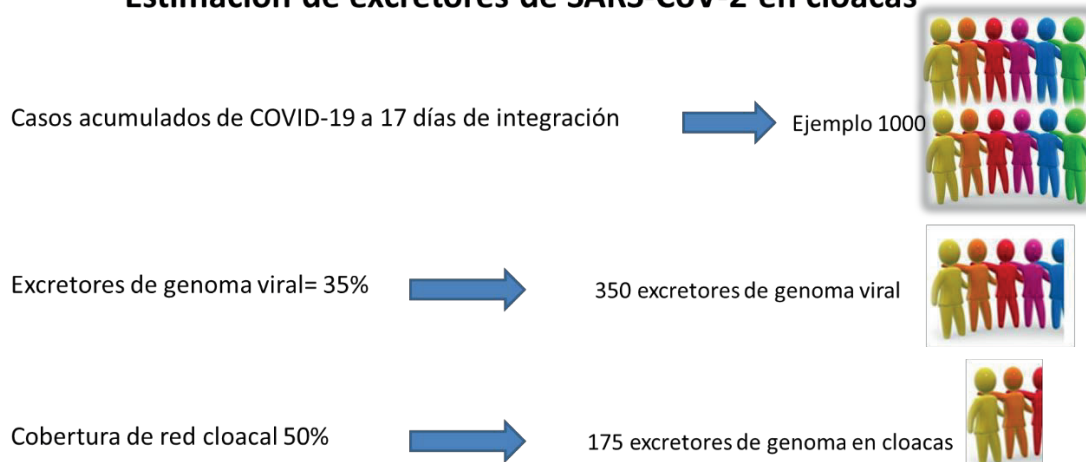 Estimación de excretores de SARS-CoV-2 en cloacas
Casos acumulados de COVID-19 a 17 días de integración
Ejemplo 1000
Excretores de genoma viral= 35%
350 excretores de genoma viral
Cobertura de red cloacal 50%
175 excretores de genoma en cloacas